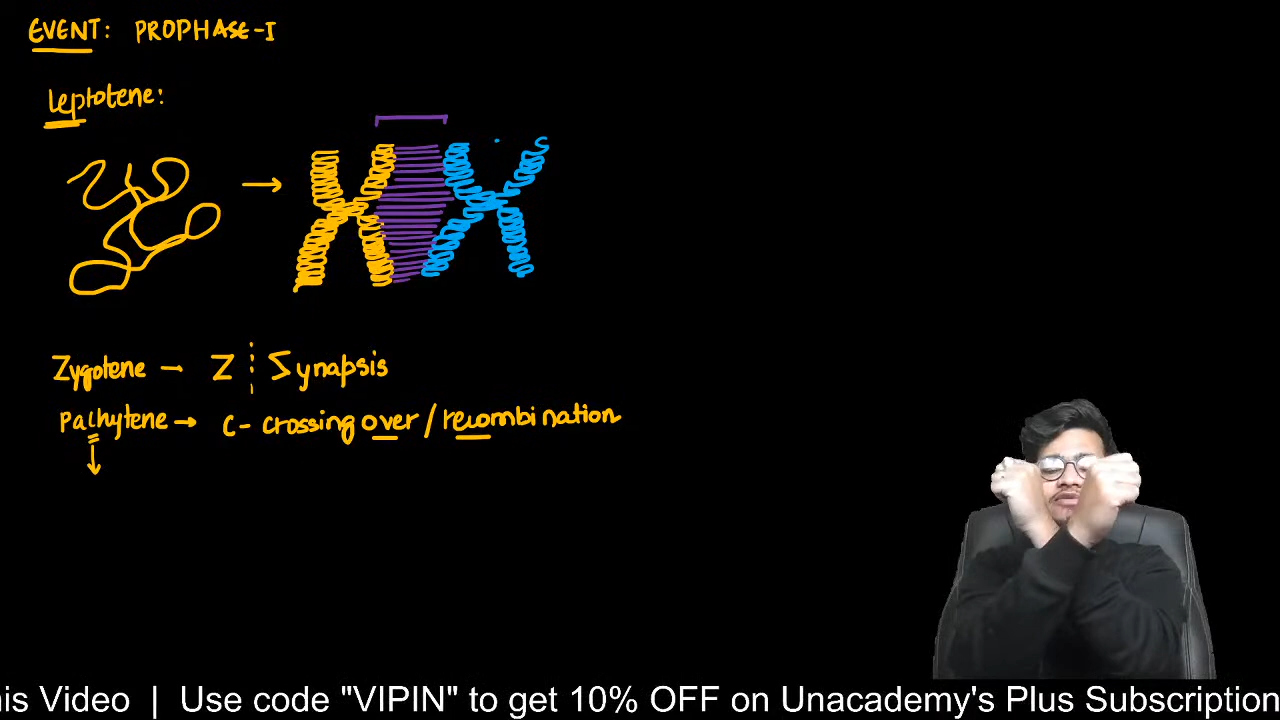 EVENT: PROPHASE-I
Leptotene:
Zygotene → Z Synapsis
Pachytene → C- crossing over / recombination
his Video | Use code "VIPIN" to get 10% OFF on Unacademy's Plus Subscription